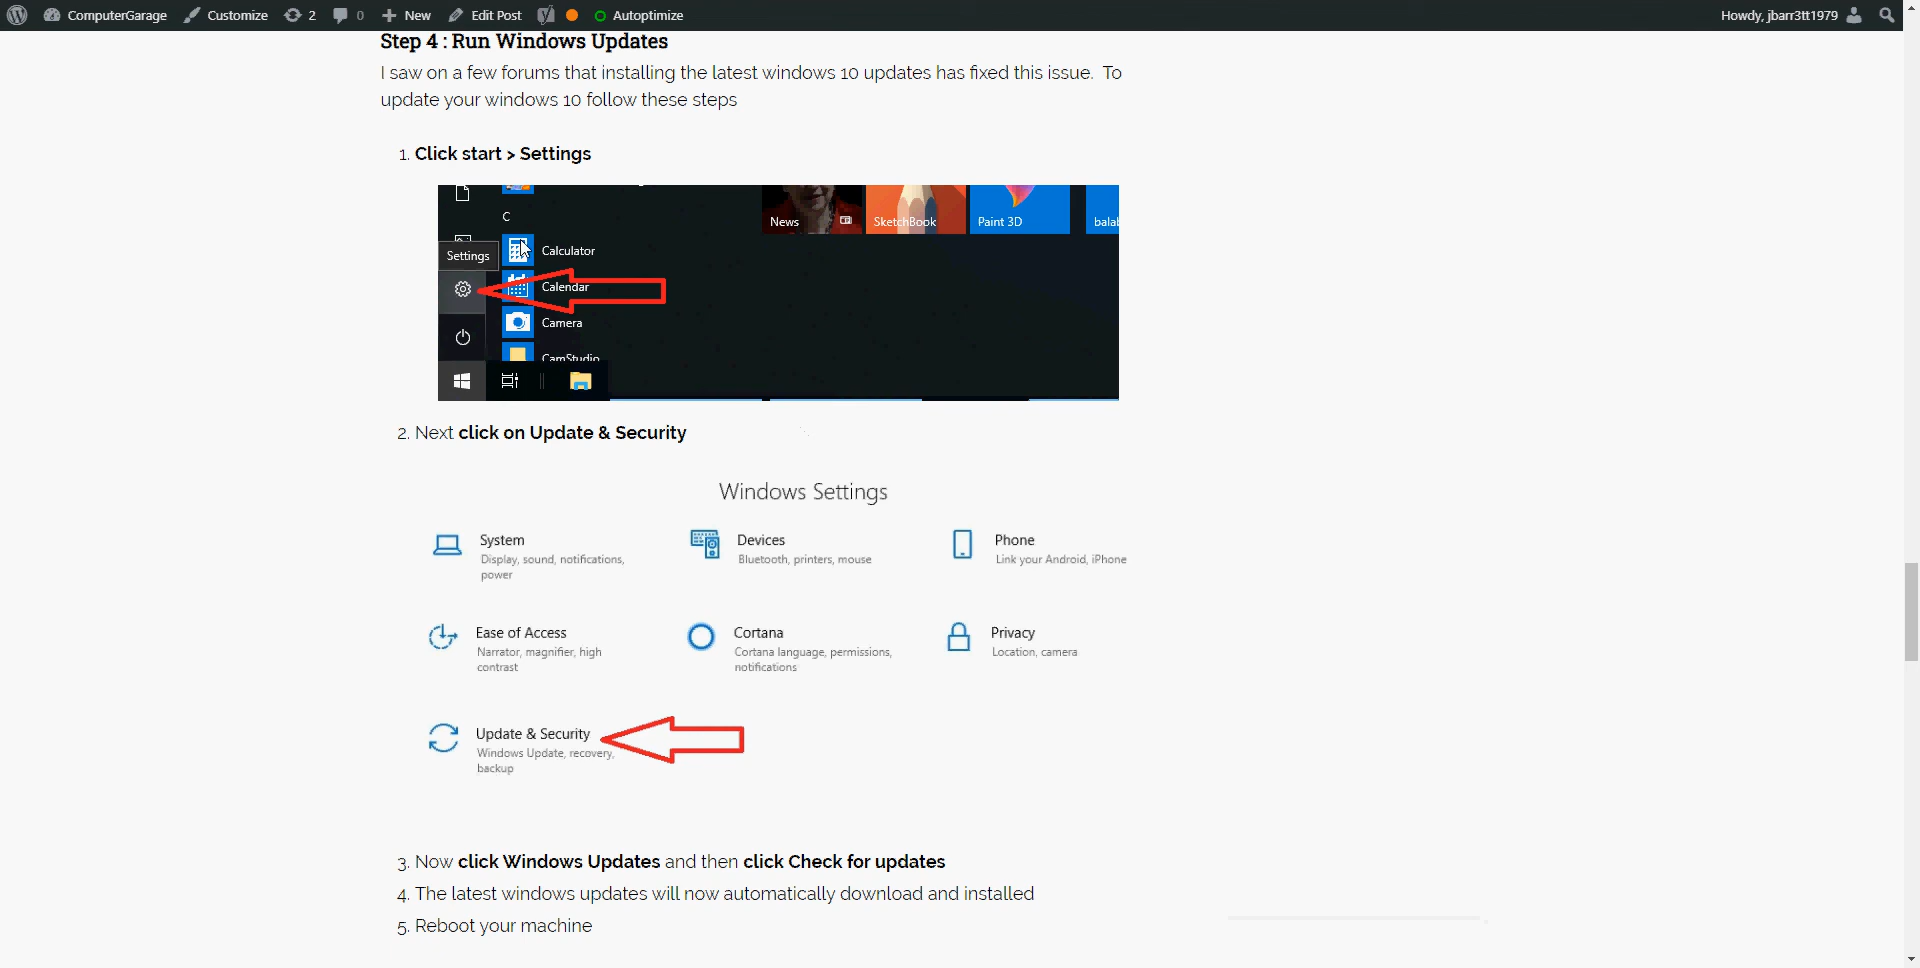 ComputerGarage Customize 2 0 New Edit Post Autoptimize Howdy, jbarr3tt1979
Step 4 : Run Windows Updates
I saw on a few forums that installing the latest windows 10 updates has fixed this issue. To
update your windows 10 follow these steps
1. Click start > Settings
C
News
SketchBook
Paint 3D
Settings
Calculator
Calendar
Camera
CamStudio
2. Next click on Update & Security
Windows Settings
System
Display, sound, notifications,
power
Devices
Bluetooth, printers, mouse
Phone
Link your Android, iPhone
Ease of Access
Narrator, magnifier, high
contrast
Cortana
Cortana language, permissions,
notifications
Privacy
Location, camera
Update & Security
Windows Update, recovery,
backup
3. Now click Windows Updates and then click Check for updates
4. The latest windows updates will now automatically download and installed
5. Reboot your machine